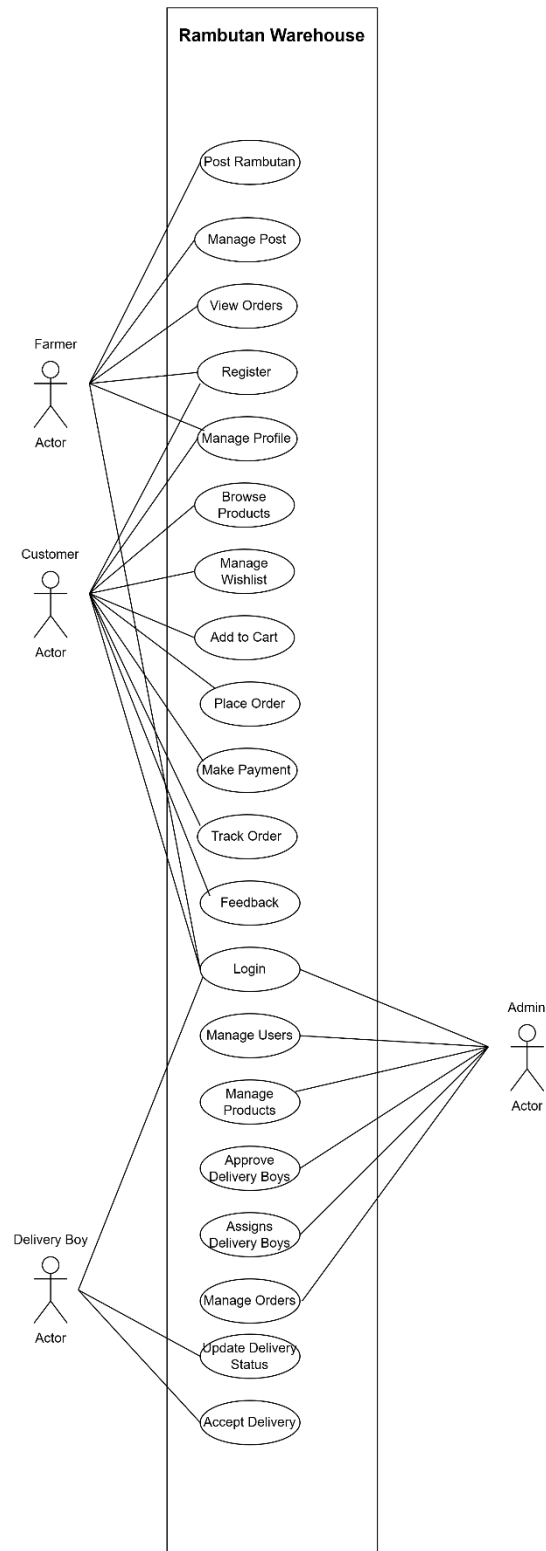 Rambutan Warehouse
Post Rambutan
Manage Post
View Orders
Farmer
Register
Actor
Manage Profile
Browse
Products
Customer
Manage
Wishlist
Add to Cart
Actor
Place Order
Make Payment
Track Order
Feedback
Login
Admin
Manage Users
Manage
Products
Actor
Approve
Delivery Boys
Assigns
Delivery Boys
Delivery Boy
Manage Orders
Actor
Update Delivery
Status
Accept Delivery